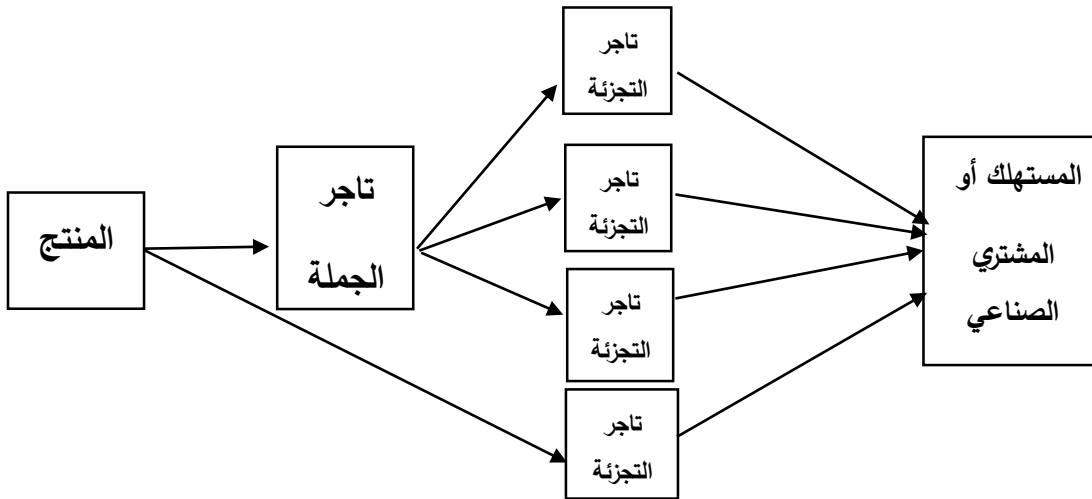 المنتج
تاجر
الجملة
تاجر
التجزئة
تاجر
التجزئة
تاجر
التجزئة
تاجر
التجزئة
المستهلك أو
المشتري
الصناعي